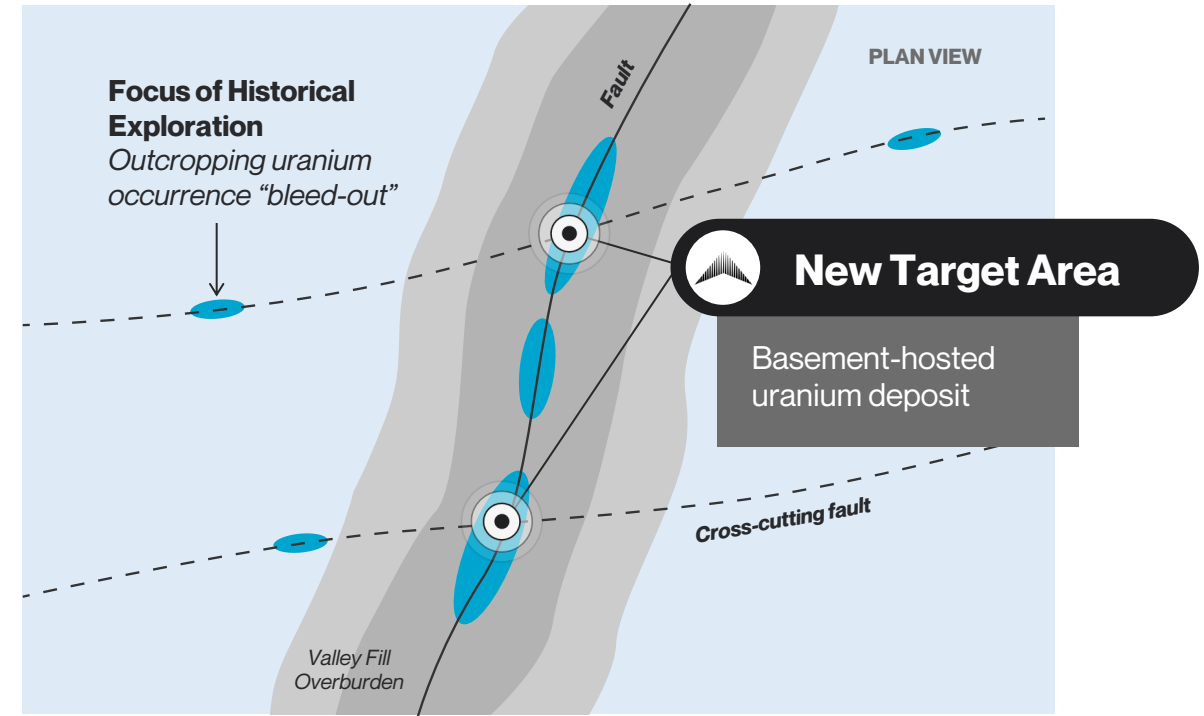 PLAN VIEW
Focus of Historical
Exploration
Outcropping uranium
occurrence “bleed-out”
Fault
New Target Area
Basement-hosted
uranium deposit
Cross-cutting fault
Valley Fill
Overburden